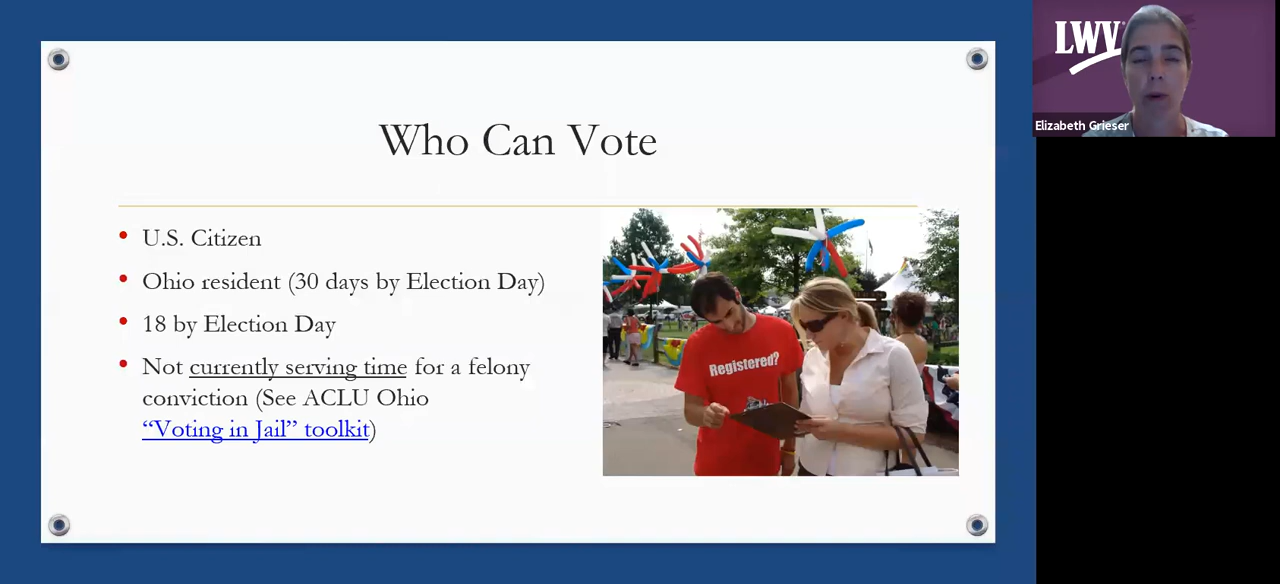 Who Can Vote
• U.S. Citizen
• Ohio resident (30 days by Election Day)
• 18 by Election Day
• Not currently serving time for a felony
conviction (See ACLU Ohio
“Voting in Jail” toolkit)
Registered?
LWV
Elizabeth Grieser